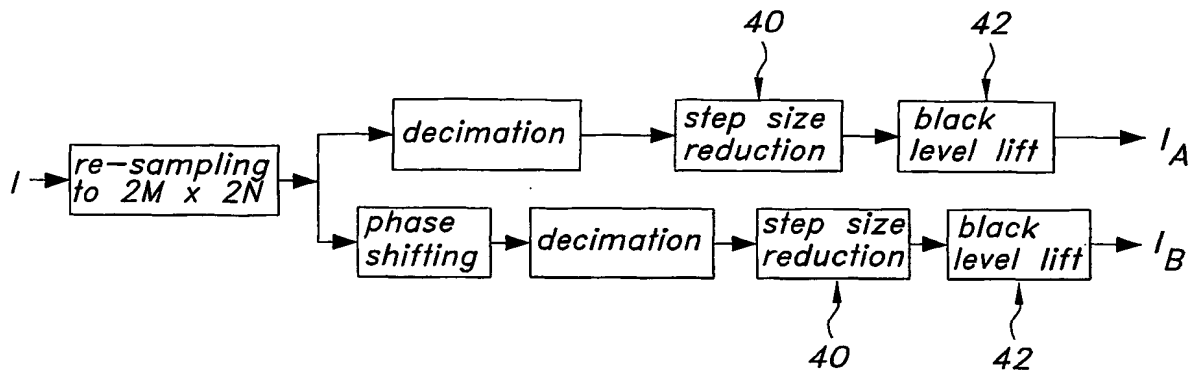 40
42
decimation
step size
reduction
black
level lift
I_A
I
re-sampling
to 2M x 2N
phase
shifting
decimation
step size
reduction
black
level lift
I_B
40
42